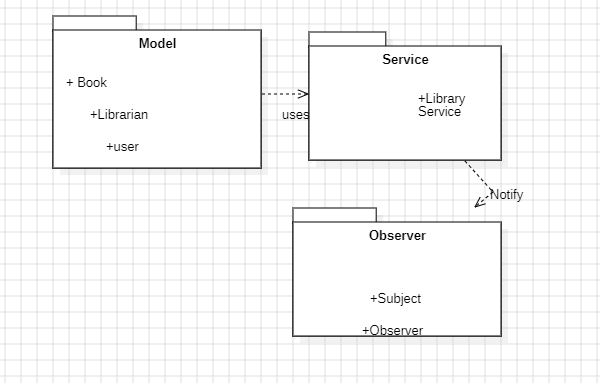 Model
+ Book
+Librarian
+user
uses
Service
+Library
Service
Notify
Observer
+Subject
+Observer